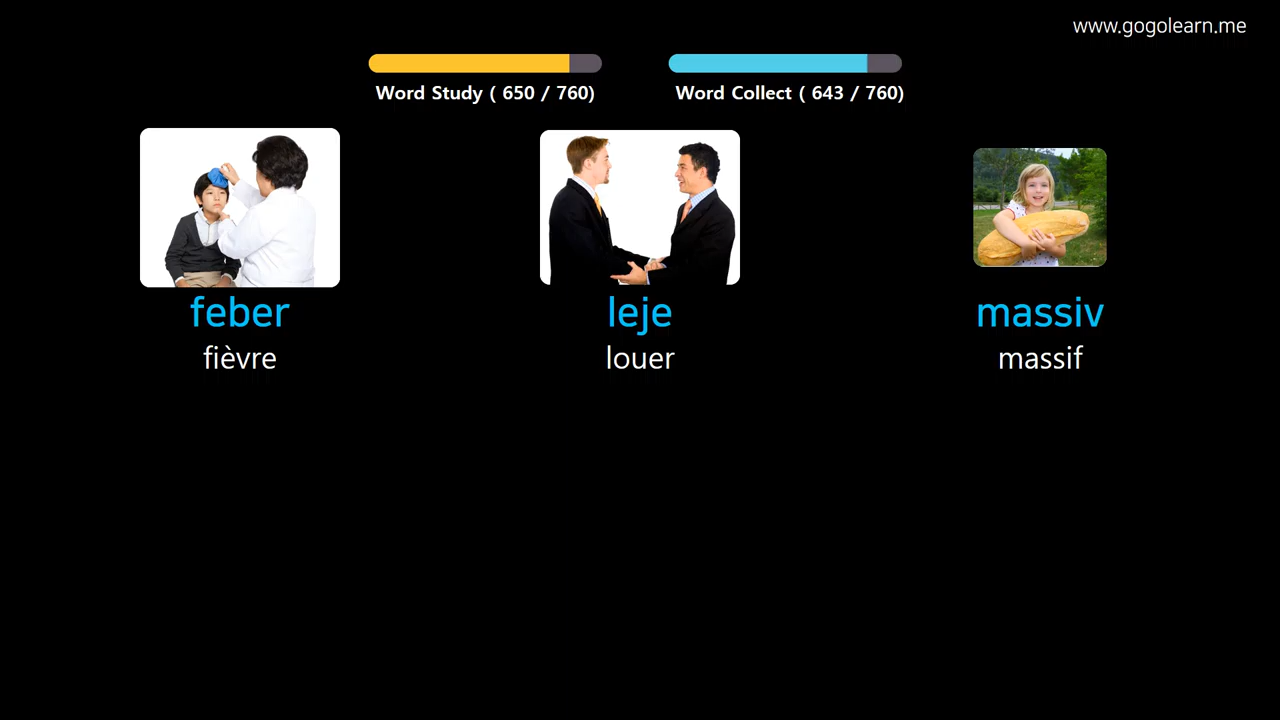 www.gogolearn.me
Word Study ( 650 / 760)
Word Collect ( 643 / 760)
feber
fièvre
leje
louer
massiv
massif